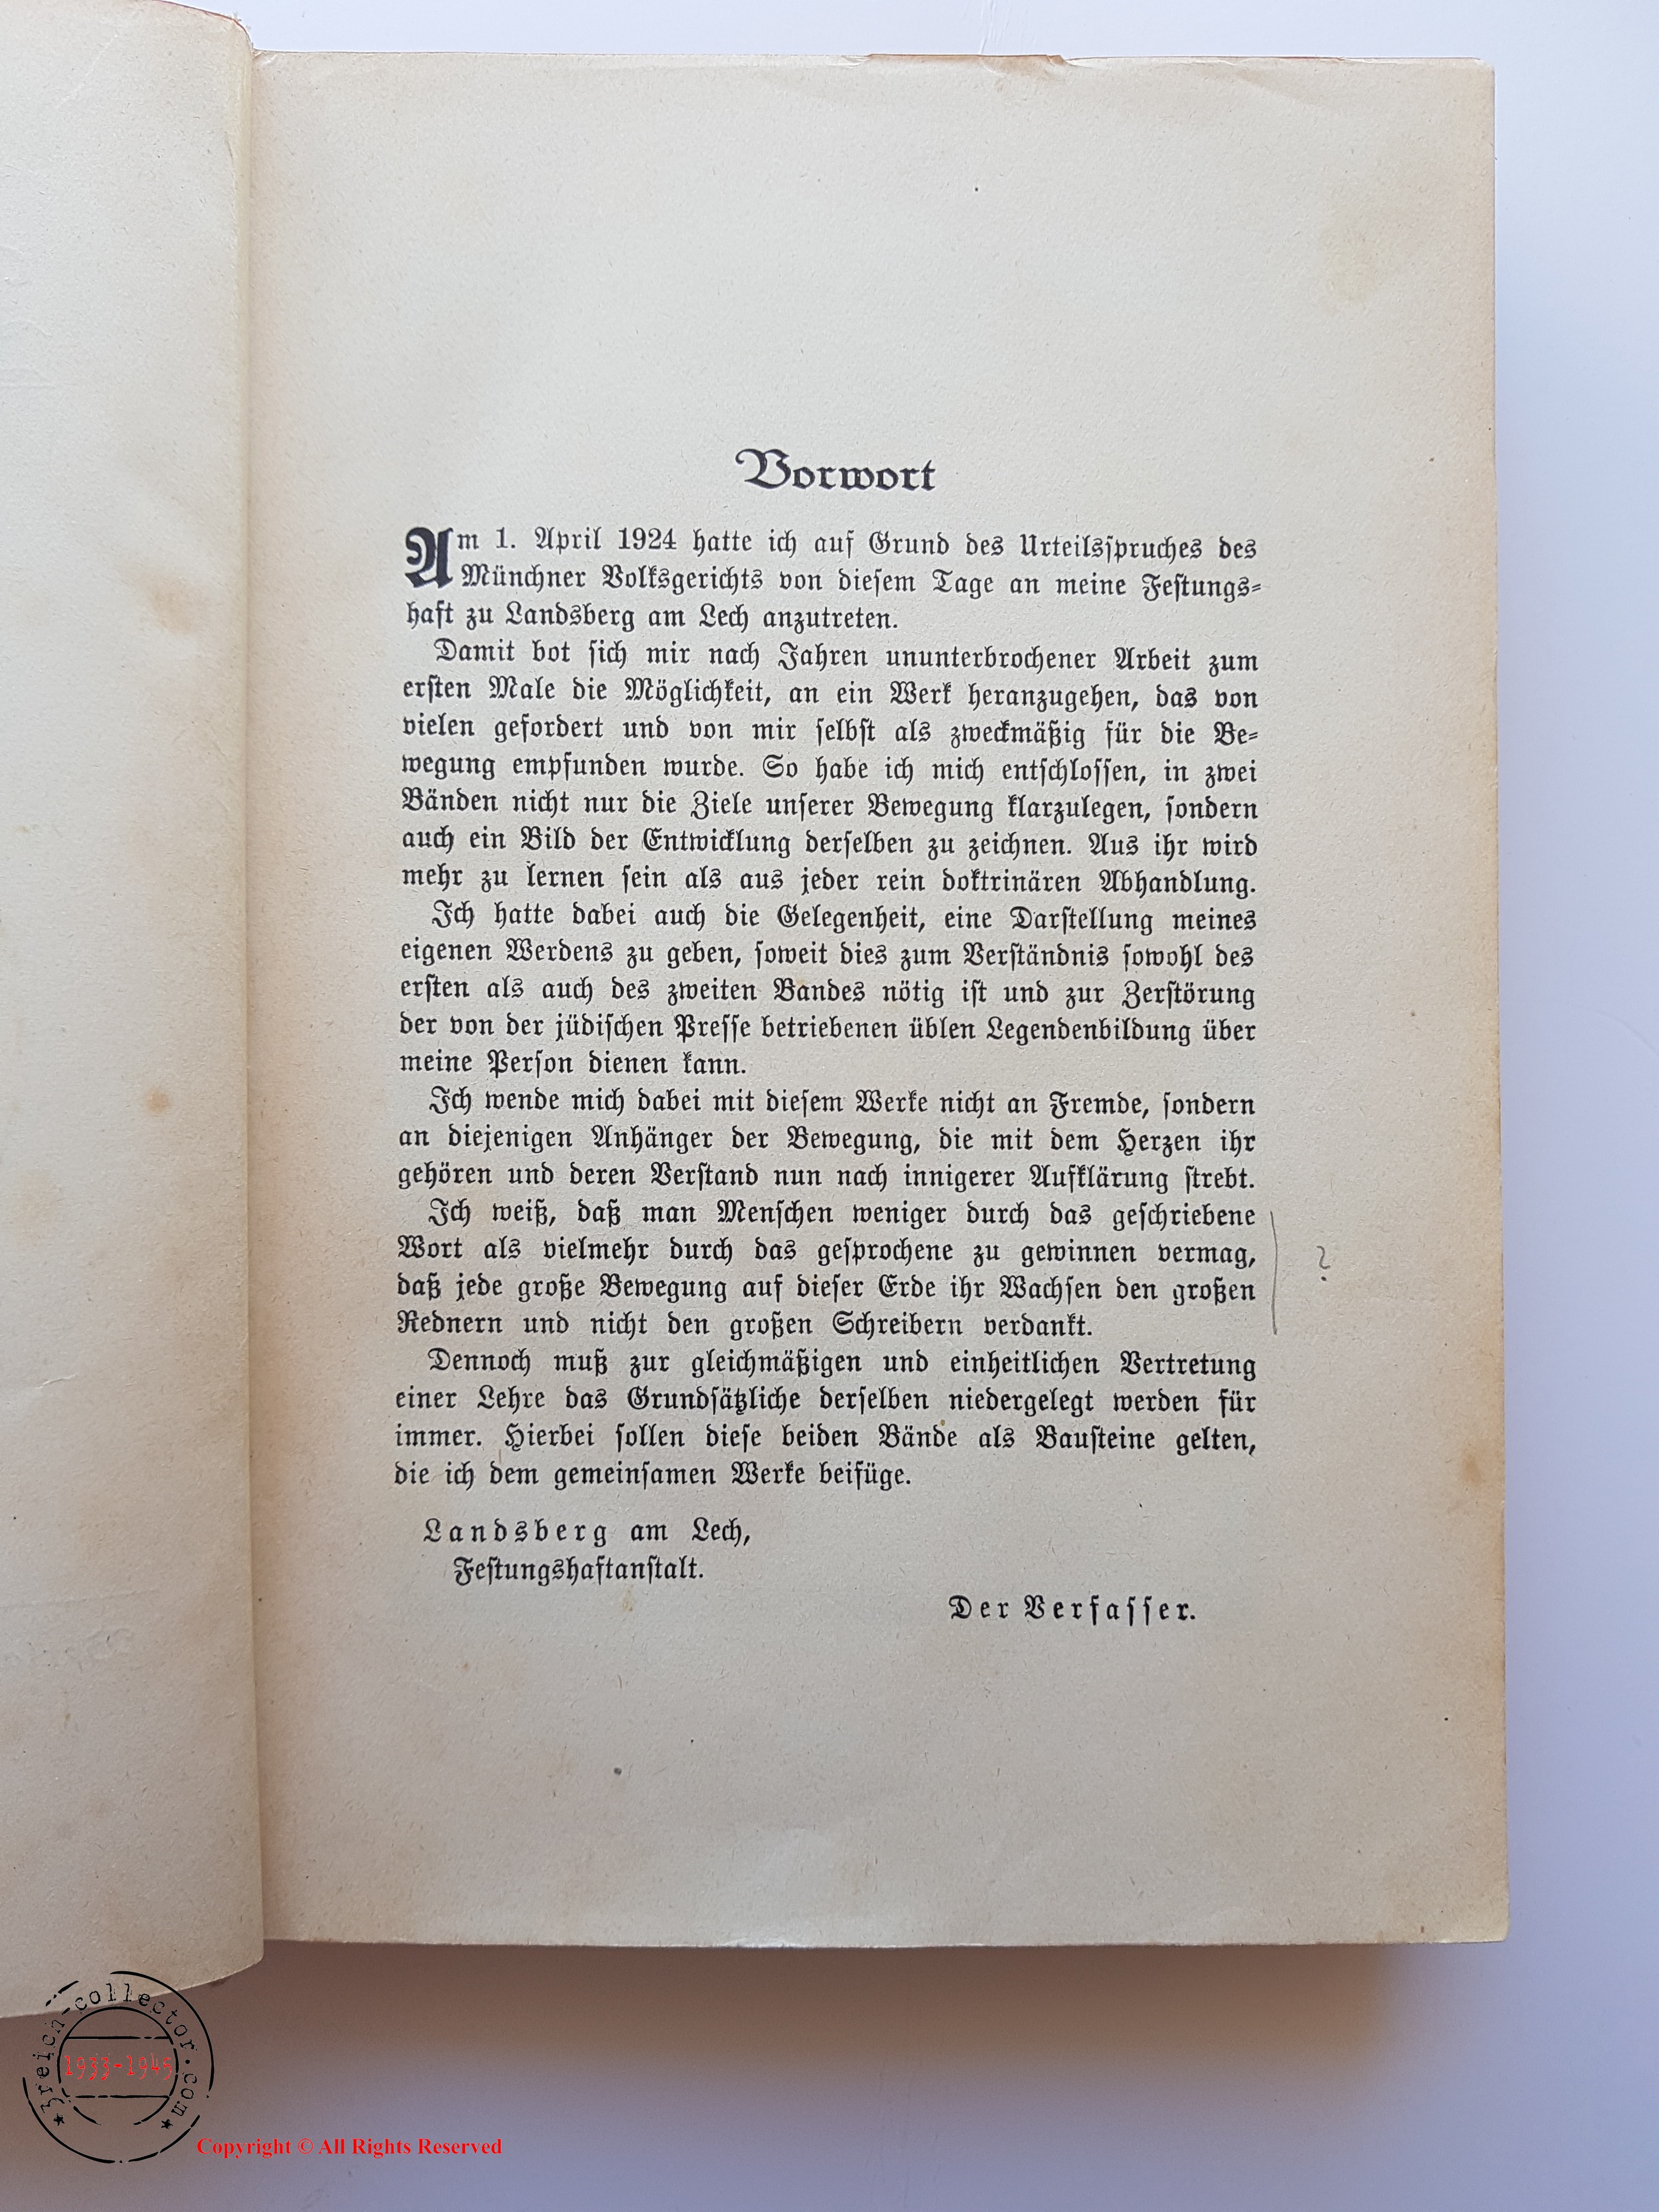 Vorwort
Am 1. April 1924 hatte ich auf Grund des Urteilsspruches des
Münchner Volksgerichts von diesem Tage an meine Festungs-
haft zu Landsberg am Lech anzutreten.
Damit bot sich mir nach Jahren ununterbrochener Arbeit zum
ersten Male die Möglichkeit, an ein Werk heranzugehen, das von
vielen gefordert und von mir selbst als zweckmäßig für die Be-
wegung empfunden wurde. So habe ich mich entschlossen, in zwei
Bänden nicht nur die Ziele unserer Bewegung klarzulegen, sondern
auch ein Bild der Entwicklung derselben zu zeichnen. Aus ihr wird
mehr zu lernen sein als aus jeder rein doktrinären Abhandlung.
Ich hatte dabei auch die Gelegenheit, eine Darstellung meines
eigenen Werdens zu geben, soweit dies zum Verständnis sowohl des
ersten als auch des zweiten Bandes nötig ist und zur Zerstörung
der von der jüdischen Presse betriebenen üblen Legendenbildung über
meine Person dienen kann.
Ich wende mich dabei mit diesem Werke nicht an Fremde, sondern
an diejenigen Anhänger der Bewegung, die mit dem Herzen ihr
gehören und deren Verstand nun nach innigerer Aufklärung strebt.
Ich weiß, daß man Menschen weniger durch das geschriebene
Wort als vielmehr durch das gesprochene zu gewinnen vermag,
daß jede große Bewegung auf dieser Erde ihr Wachsen den großen
Rednern und nicht den großen Schreibern verdankt.
?
Dennoch muß zur gleichmäßigen und einheitlichen Vertretung
einer Lehre das Grundsätzliche derselben niedergelegt werden für
immer. Hierbei sollen diese beiden Bände als Bausteine gelten,
die ich dem gemeinsamen Werke beifüge.
Landsberg am Lech,
Festungshaftanstalt.
Der Verfasser.
3reich-collector.com
1933-1945
Copyright © All Rights Reserved